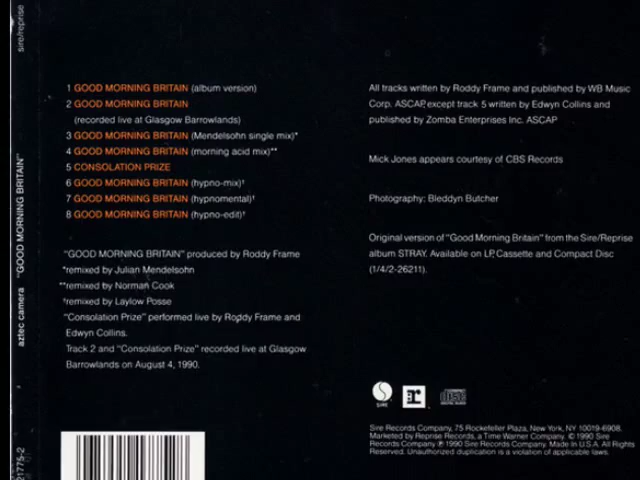 sire/reprise
aztec camera "GOOD MORNING BRITAIN"
21775-2
1 GOOD MORNING BRITAIN (album version)
2 GOOD MORNING BRITAIN
(recorded live at Glasgow Barrowlands)
3 GOOD MORNING BRITAIN (Mendelsohn single mix)*
4 GOOD MORNING BRITAIN (morning acid mix)**
5 CONSOLATION PRIZE
6 GOOD MORNING BRITAIN (hypno-mix)†
7 GOOD MORNING BRITAIN (hypnomental)†
8 GOOD MORNING BRITAIN (hypno-edit)†
"GOOD MORNING BRITAIN" produced by Roddy Frame
*remixed by Julian Mendelsohn
**remixed by Norman Cook
†remixed by Laylow Posse
"Consolation Prize" performed live by Roddy Frame and
Edwyn Collins.
Track 2 and "Consolation Prize" recorded live at Glasgow
Barrowlands on August 4, 1990.
All tracks written by Roddy Frame and published by WB Music
Corp. ASCAP, except track 5 written by Edwyn Collins and
published by Zomba Enterprises Inc. ASCAP
Mick Jones appears courtesy of CBS Records
Photography: Bleddyn Butcher
Original version of "Good Morning Britain" from the Sire/Reprise
album STRAY. Available on LP, Cassette and Compact Disc
(1/4/2-26211).
SIRE
r
disc
DIGITAL AUDIO
Sire Records Company, 75 Rockefeller Plaza, New York, NY 10019-6908.
Marketed by Reprise Records, a Time Warner Company. © 1990 Sire
Records Company ℗ 1990 Sire Records Company. Made in U.S.A. All Rights
Reserved. Unauthorized duplication is a violation of applicable laws.